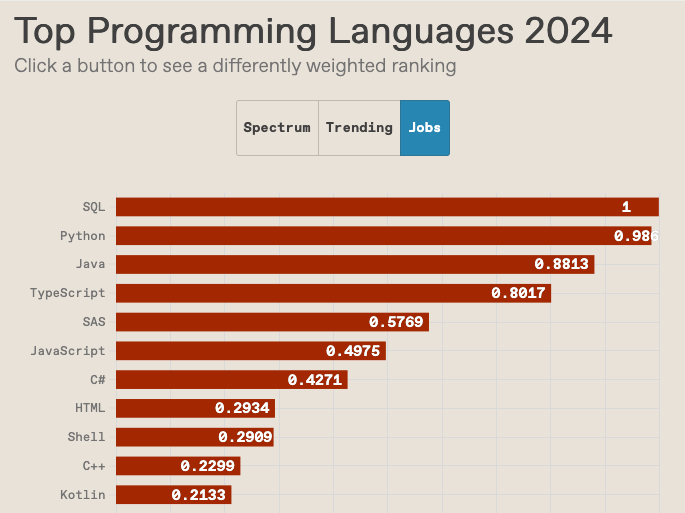 Top Programming Languages 2024
Click a button to see a differently weighted ranking
Spectrum Trending Jobs
SQL 1
Python 0.986
Java 0.8813
TypeScript 0.8017
SAS 0.5769
JavaScript 0.4975
C# 0.4271
HTML 0.2934
Shell 0.2909
C++ 0.2299
Kotlin 0.2133